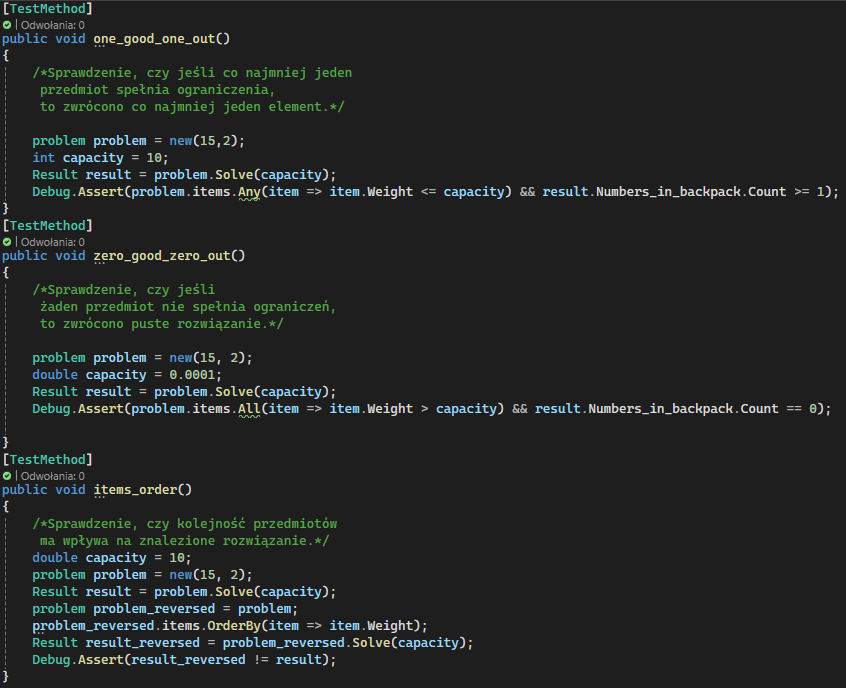 [TestMethod]
| Odwołania: 0
public void one_good_one_out()
{
/*Sprawdzenie, czy jeśli co najmniej jeden
przedmiot spełnia ograniczenia,
to zwrócono co najmniej jeden element.*/
problem problem = new(15,2);
int capacity = 10;
Result result = problem.Solve(capacity);
Debug.Assert(problem.items.Any(item => item.Weight <= capacity) && result.Numbers_in_backpack.Count >= 1);
}
[TestMethod]
| Odwołania: 0
public void zero_good_zero_out()
{
/*Sprawdzenie, czy jeśli
żaden przedmiot nie spełnia ograniczeń,
to zwrócono puste rozwiązanie.*/
problem problem = new(15, 2);
double capacity = 0.0001;
Result result = problem.Solve(capacity);
Debug.Assert(problem.items.All(item => item.Weight > capacity) && result.Numbers_in_backpack.Count == 0);
}
[TestMethod]
| Odwołania: 0
public void items_order()
{
/*Sprawdzenie, czy kolejność przedmiotów
ma wpływa na znalezione rozwiązanie.*/
double capacity = 10;
problem problem = new(15, 2);
Result result = problem.Solve(capacity);
problem problem_reversed = problem;
problem_reversed.items.OrderBy(item => item.Weight);
Result result_reversed = problem_reversed.Solve(capacity);
Debug.Assert(result_reversed != result);
}